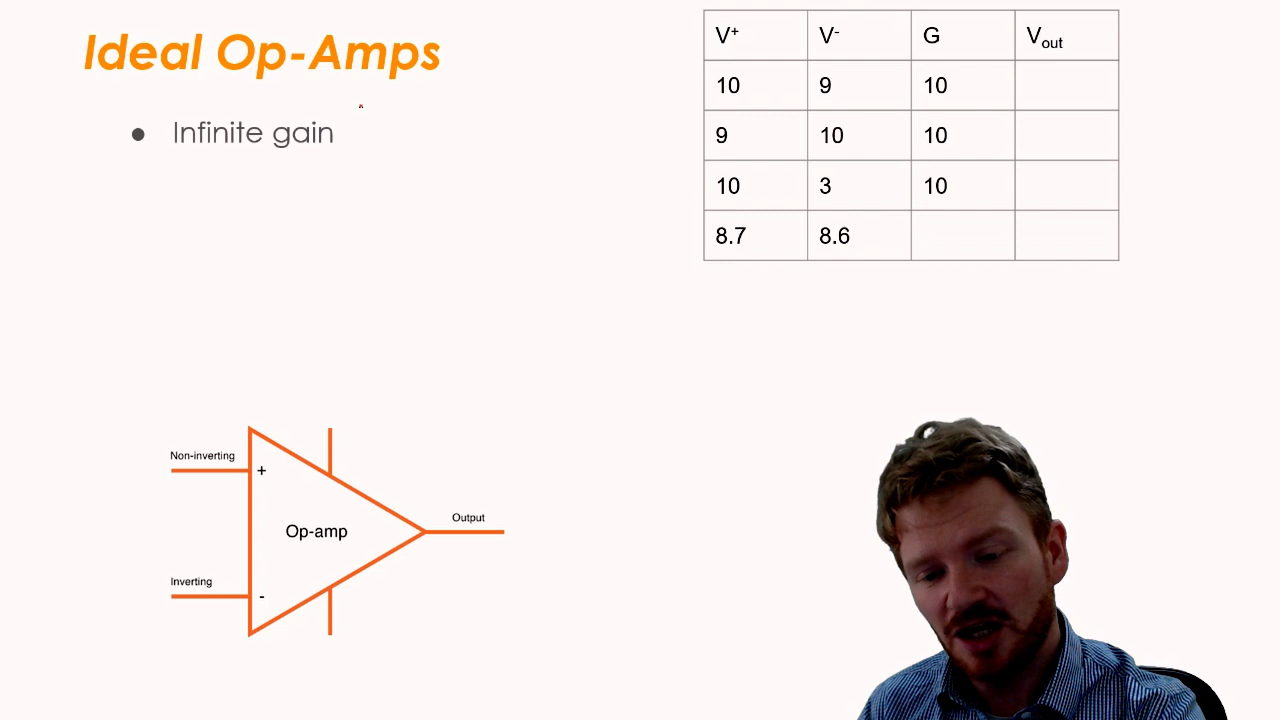 Ideal Op-Amps
● Infinite gain
V⁺ V⁻ G Vout
10 9 10
9 10 10
10 3 10
8.7 8.6
Non-inverting
+
Op-amp
Output
Inverting
-